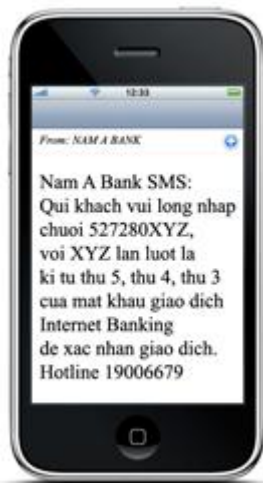 12:33
From: NAM A BANK
Nam A Bank SMS:
Qui khach vui long nhap
chuoi 527280XYZ,
voi XYZ lan luot la
ki tu thu 5, thu 4, thu 3
cua mat khau giao dich
Internet Banking
de xac nhan giao dich.
Hotline 19006679